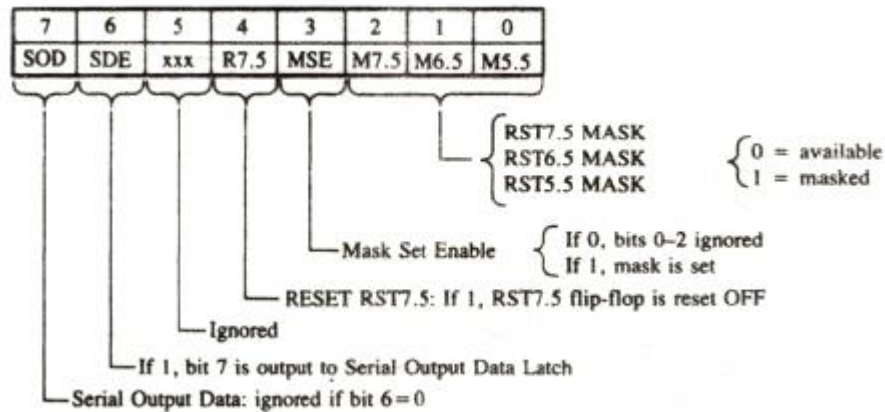 7 6 5 4 3 2 1 0
SOD SDE xxx R7.5 MSE M7.5 M6.5 M5.5
RST7.5 MASK
RST6.5 MASK
RST5.5 MASK
0 = available
1 = masked
Mask Set Enable
If 0, bits 0–2 ignored
If 1, mask is set
RESET RST7.5: If 1, RST7.5 flip-flop is reset OFF
Ignored
If 1, bit 7 is output to Serial Output Data Latch
Serial Output Data: ignored if bit 6=0